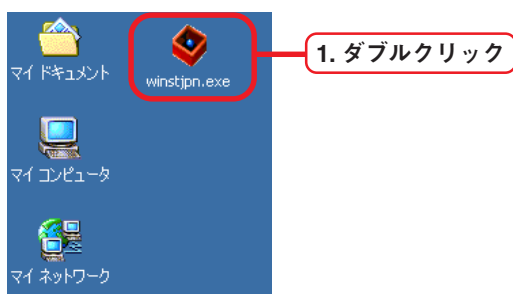 マイ ドキュメント
winstjpn.exe
1. ダブルクリック
マイ コンピュータ
マイ ネットワーク